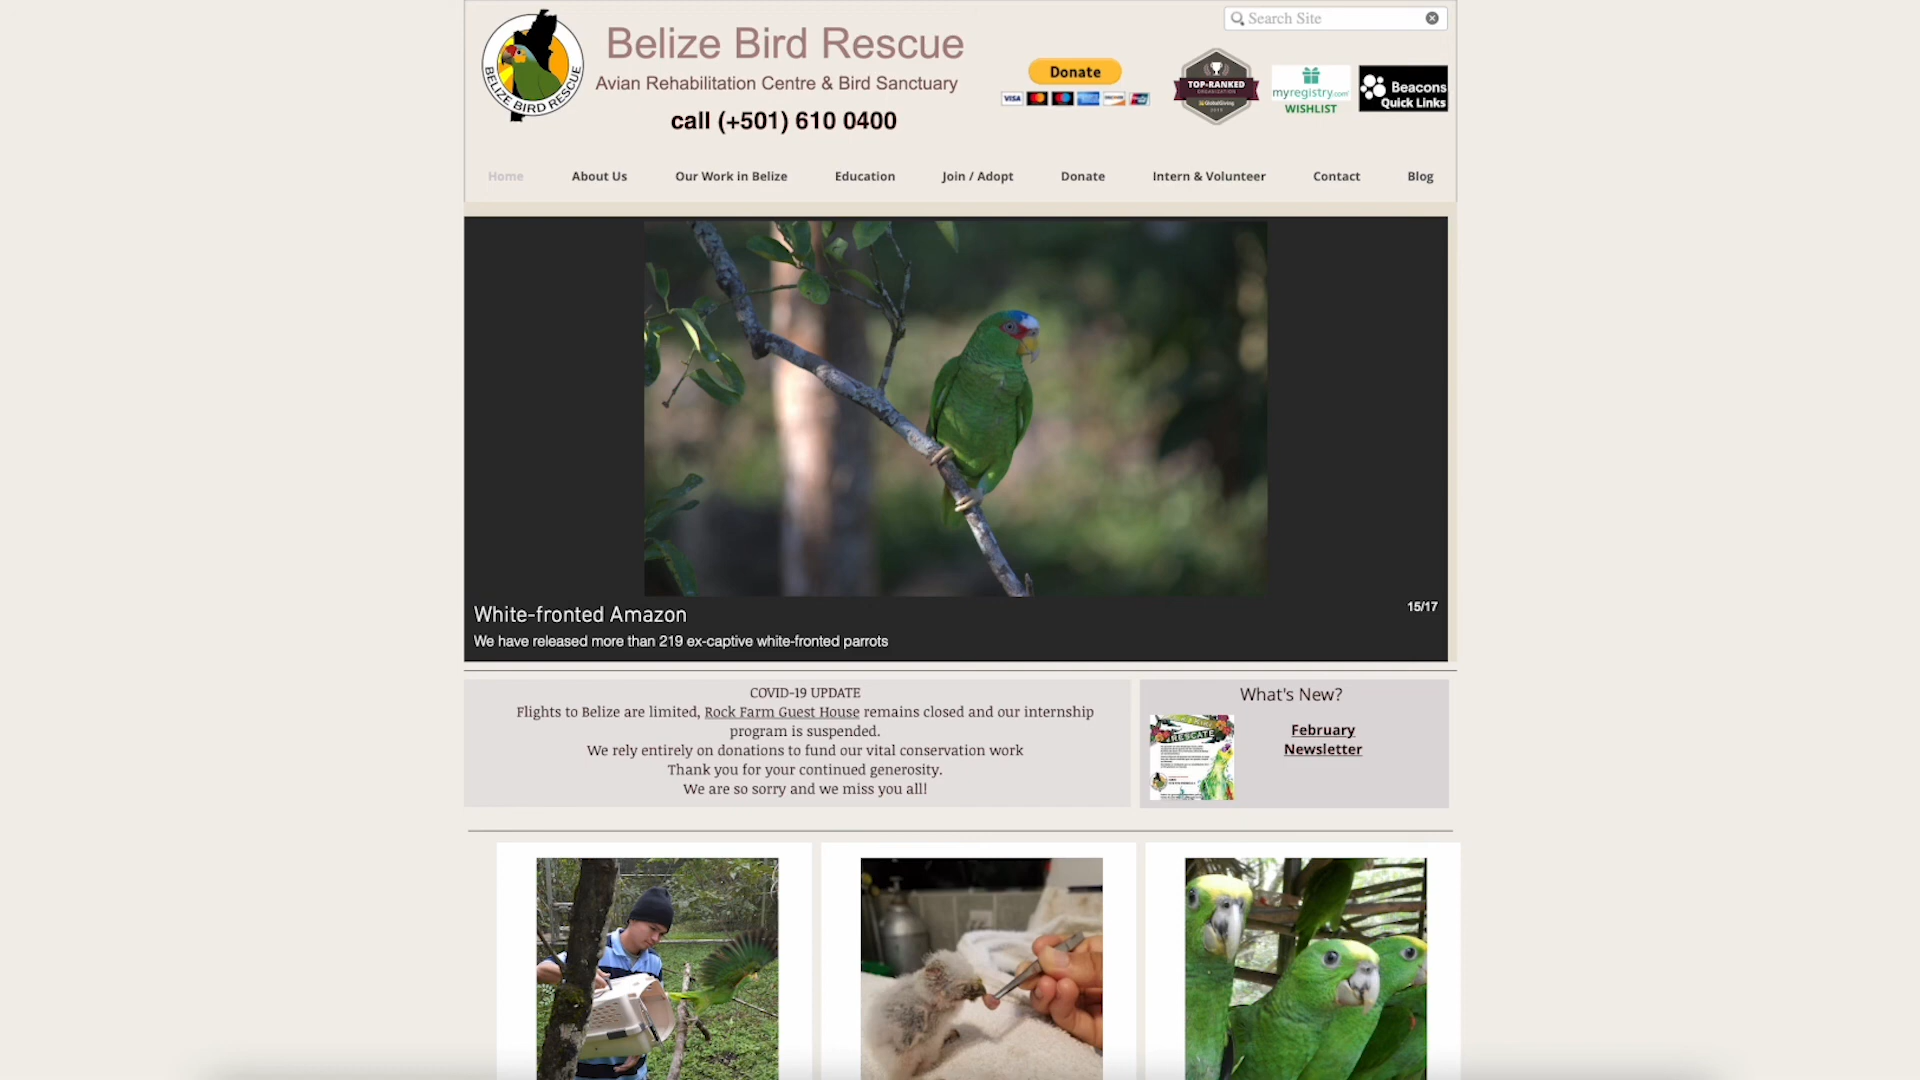 BELIZE BIRD RESCUE
Belize Bird Rescue
Avian Rehabilitation Centre & Bird Sanctuary
call (+501) 610 0400
Donate
VISA
Search Site
TOP-RANKED
ORGANIZATION
GlobalGiving
myregistry.com
WISHLIST
Beacons
Quick Links
Home
About Us
Our Work in Belize
Education
Join / Adopt
Donate
Intern & Volunteer
Contact
Blog
White-fronted Amazon
15/17
We have released more than 219 ex-captive white-fronted parrots
COVID-19 UPDATE
Flights to Belize are limited, Rock Farm Guest House remains closed and our internship
program is suspended.
We rely entirely on donations to fund our vital conservation work
Thank you for your continued generosity.
We are so sorry and we miss you all!
What's New?
RESCATE
February
Newsletter